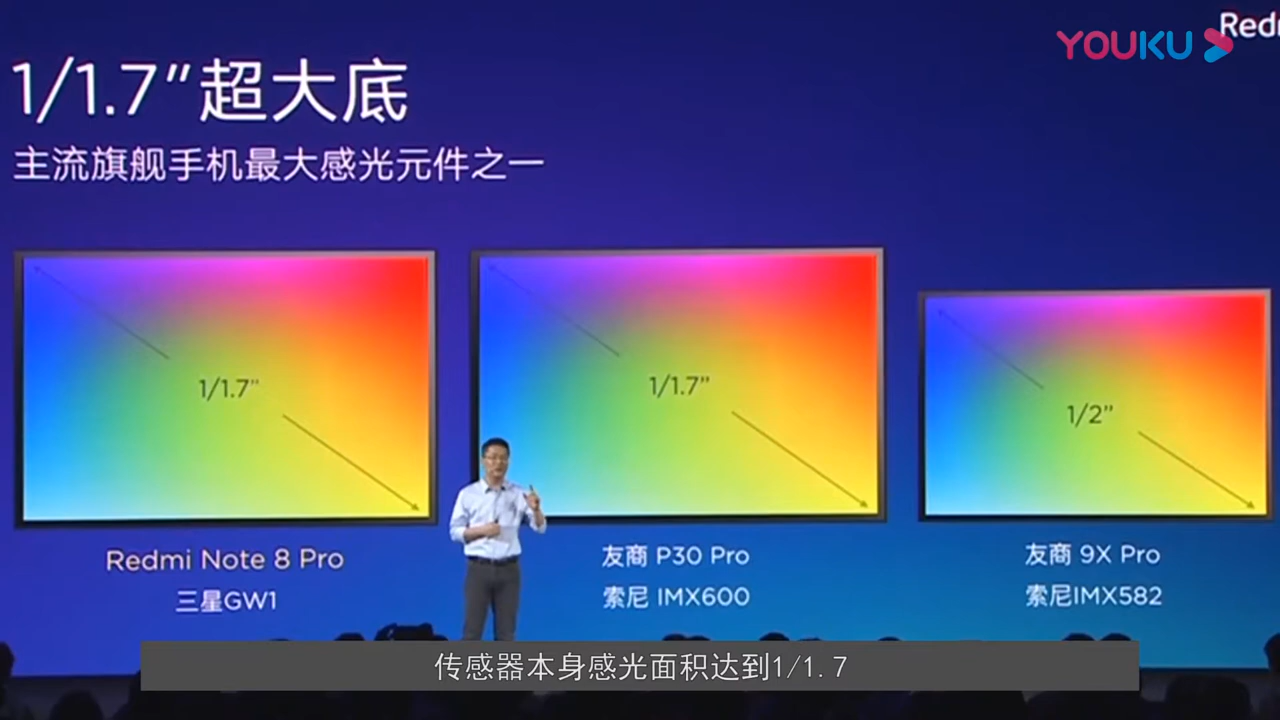 Redm
YOUKU
1/1.7”超大底
主流旗舰手机最大感光元件之一
1/1.7”
1/1.7”
1/2”
Redmi Note 8 Pro
三星GW1
友商 P30 Pro
索尼 IMX600
友商 9X Pro
索尼IMX582
传感器本身感光面积达到1/1.7